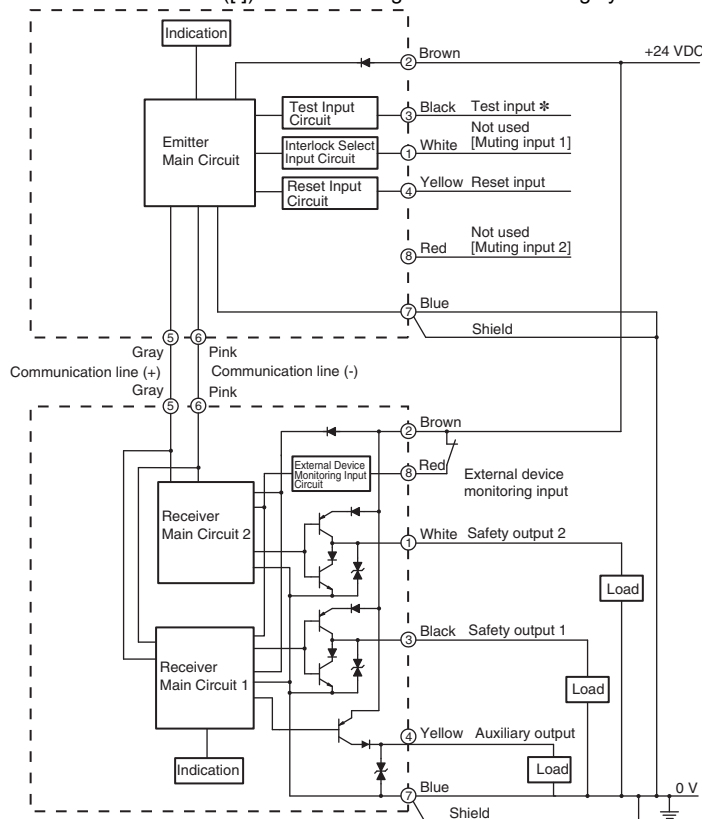 Indication
② Brown
+24 VDC
Test Input
Circuit
③ Black Test input *
Emitter
Main Circuit
Interlock Select
Input Circuit
① White
Not used
[Muting input 1]
Reset Input
Circuit
④ Yellow Reset input
⑧ Red
Not used
[Muting input 2]
⑦ Blue
Shield
⑤ ⑥
Gray Pink
Communication line (+) Communication line (-)
Gray Pink
⑤ ⑥
② Brown
External Device
Monitoring Input
Circuit
⑧ Red
External device
monitoring input
Receiver
Main Circuit 2
① White Safety output 2
Load
③ Black Safety output 1
Receiver
Main Circuit 1
Load
④ Yellow Auxiliary output
Indication
Load
⑦ Blue
0 V
Shield